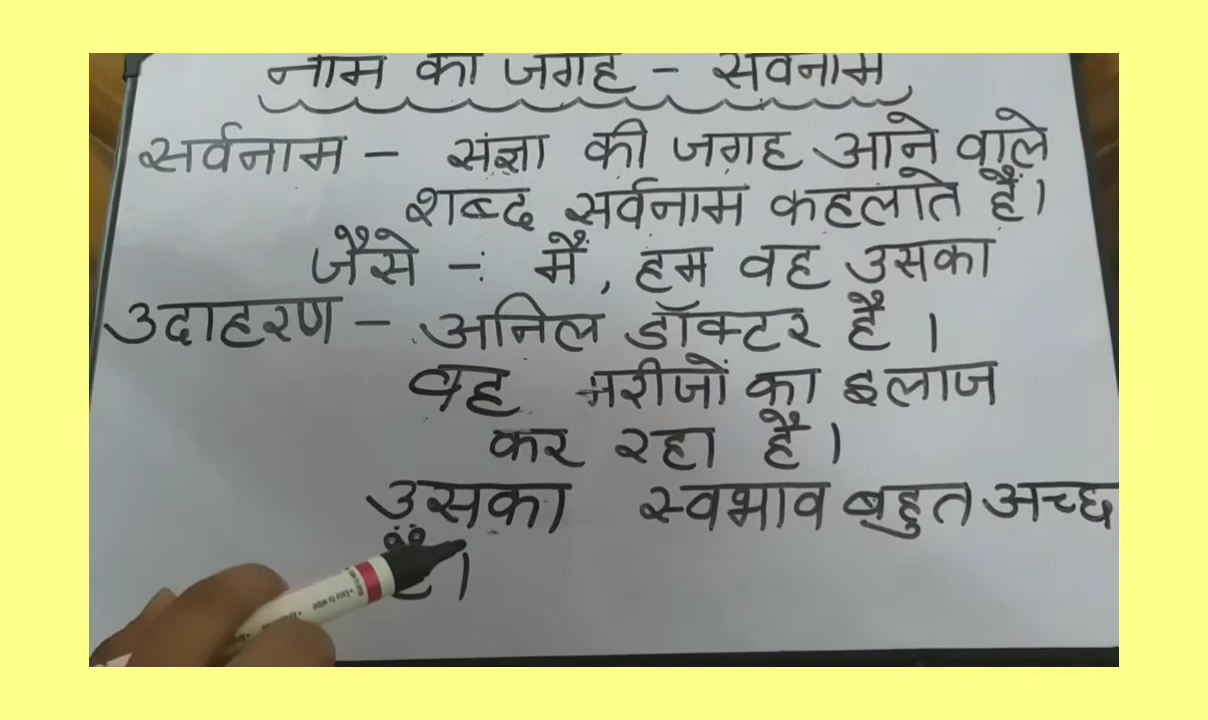 नाम की जगह - सर्वनाम
सर्वनाम - संज्ञा की जगह आने वाले
शब्द सर्वनाम कहलाते हैं।
जैसे -: मैं, हम वह उसका
उदाहरण - अनिल डॉक्टर है ।
वह मरीजों का इलाज
कर रहा है।
उसका स्वभाव बहुत अच्छ
है।